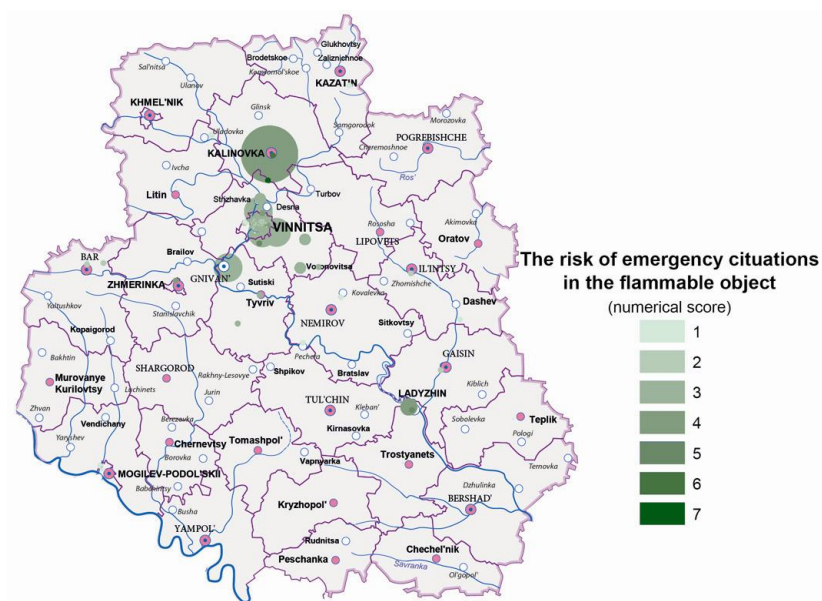 Glukhovtsy
Brodetskoe
Zaliznichnoe
Sal'nitsa
Komsomol'skoe
Ulanov
KAZAT'N
KHMEL'NIK
Glinsk
Morozovka
Uladovka
Samgorodok
POGREBISHCHE
KALINOVKA
Cheremoshnoe
Ivcha
Ros'
Litin
Turbov
Strizhavka
Desna
Akimovka
VINNITSA
Rososha
LIPOVETS
Oratov
BAR
Brailov
The risk of emergency cituations
in the flammable object
(numerical score)
GNIVAN'
Voronovitsa
IL'INTSY
ZHMERINKA
Sutiski
Zhornishche
Tyvriv
Kovalevka
Yaltushkov
Dashev
Stanislavchik
NEMIROV
Kopaigorod
Sitkovtsy
1
Bakhtin
Pechera
GAISIN
2
SHARGOROD
Rakhny-Lesovye
Shpikov
Bratslav
3
Murovanye
Kurilovtsy
Luchinets
Kiblich
4
Jurin
TUL'CHIN
LADYZHIN
5
Zhvan
Vendichany
Berezovka
Kleban'
Teplik
6
Kirnasovka
Sobolevka
7
Yaryshev
Chernevtsy
Tomashpol'
Pologi
Borovka
Vapnyarka
Trostyanets
Ternovka
MOGILEV-PODOL'SKII
Babchintsy
Dzhulinka
Busha
Kryzhopol'
BERSHAD'
YAMPOL'
Rudnitsa
Chechel'nik
Peschanka
Savranka
Ol'gopol'